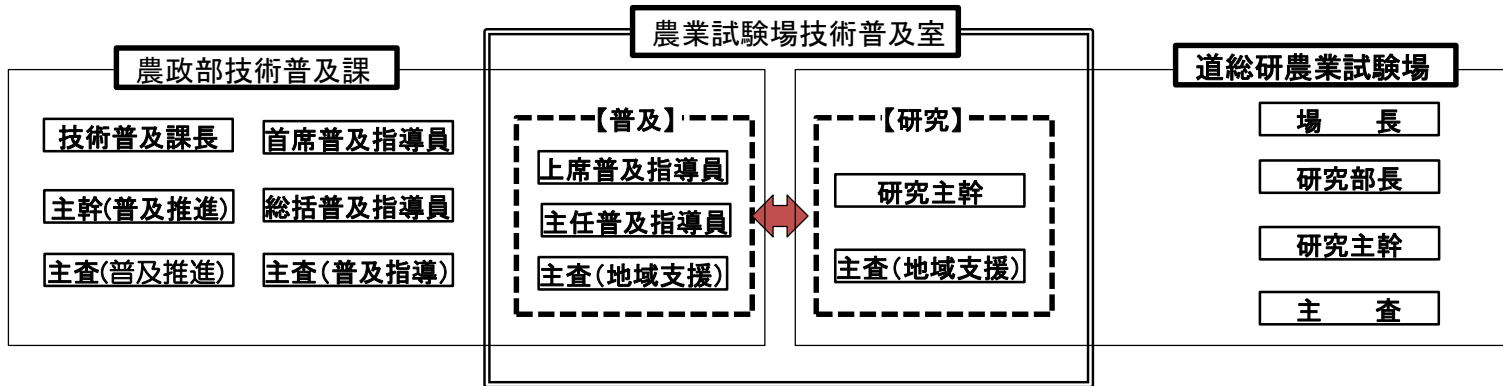 農業試験場技術普及室
農政部技術普及課
技術普及課長
首席普及指導員
主幹(普及推進)
総括普及指導員
主査(普及推進)
主査(普及指導)
【普及】
上席普及指導員
主任普及指導員
主査(地域支援)
【研究】
研究主幹
主査(地域支援)
道総研農業試験場
場　　長
研究部長
研究主幹
主　　査